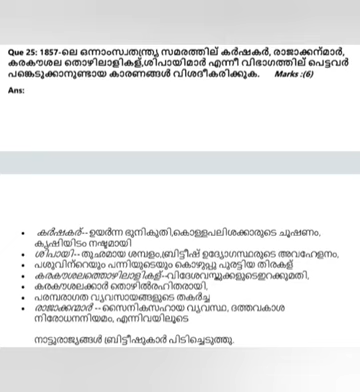 Que 25: 1857-ലെ ഒന്നാംസ്വതന്ത്ര്യ സമരത്തില് കർഷകർ, രാജാക്കന്മാർ,
കരകൗശല തൊഴിലാളികള്,ശിപായിമാർ എന്നീ വിഭാഗത്തില് പെട്ടവർ
പങ്കെടുക്കാനുണ്ടായ കാരണങ്ങൾ വിശദീകരിക്കുക. Marks :(6)
Ans:
• കർഷകര്--ഉയർന്ന ഭൂനികുതി,കൊള്ളപലിശക്കാരുടെ ചൂഷണം,
കൃഷിയിടം നഷ്ടമായി
• ശിപായി--തുഛമായ ശമ്പളം,ബ്രിട്ടീഷ് ഉദ്യോഗസ്ഥരുടെ അവഹേളനം,
• പശുവിന്റെയും പന്നിയുടെയും കൊഴുപ്പു പുരട്ടിയ തിരകള്
• കരകൗശലത്തൊഴിലാളികള്--വിദേശവസ്തുക്കളുടെഇറക്കുമതി,
• കരകൗശലക്കാർ തൊഴിൽരഹിതരായി,
• പരമ്പരാഗത വ്യവസായങ്ങളുടെ തകർച്ച
• രാജാക്കന്മാര് --സൈനികസഹായ വ്യവസ്ഥ, ദത്തവകാശ
നിരോധനനിയമം, എന്നിവയിലൂടെ
നാട്ടുരാജ്യങ്ങൾ ബ്രിട്ടീഷുകാർ പിടിച്ചെടുത്തു.